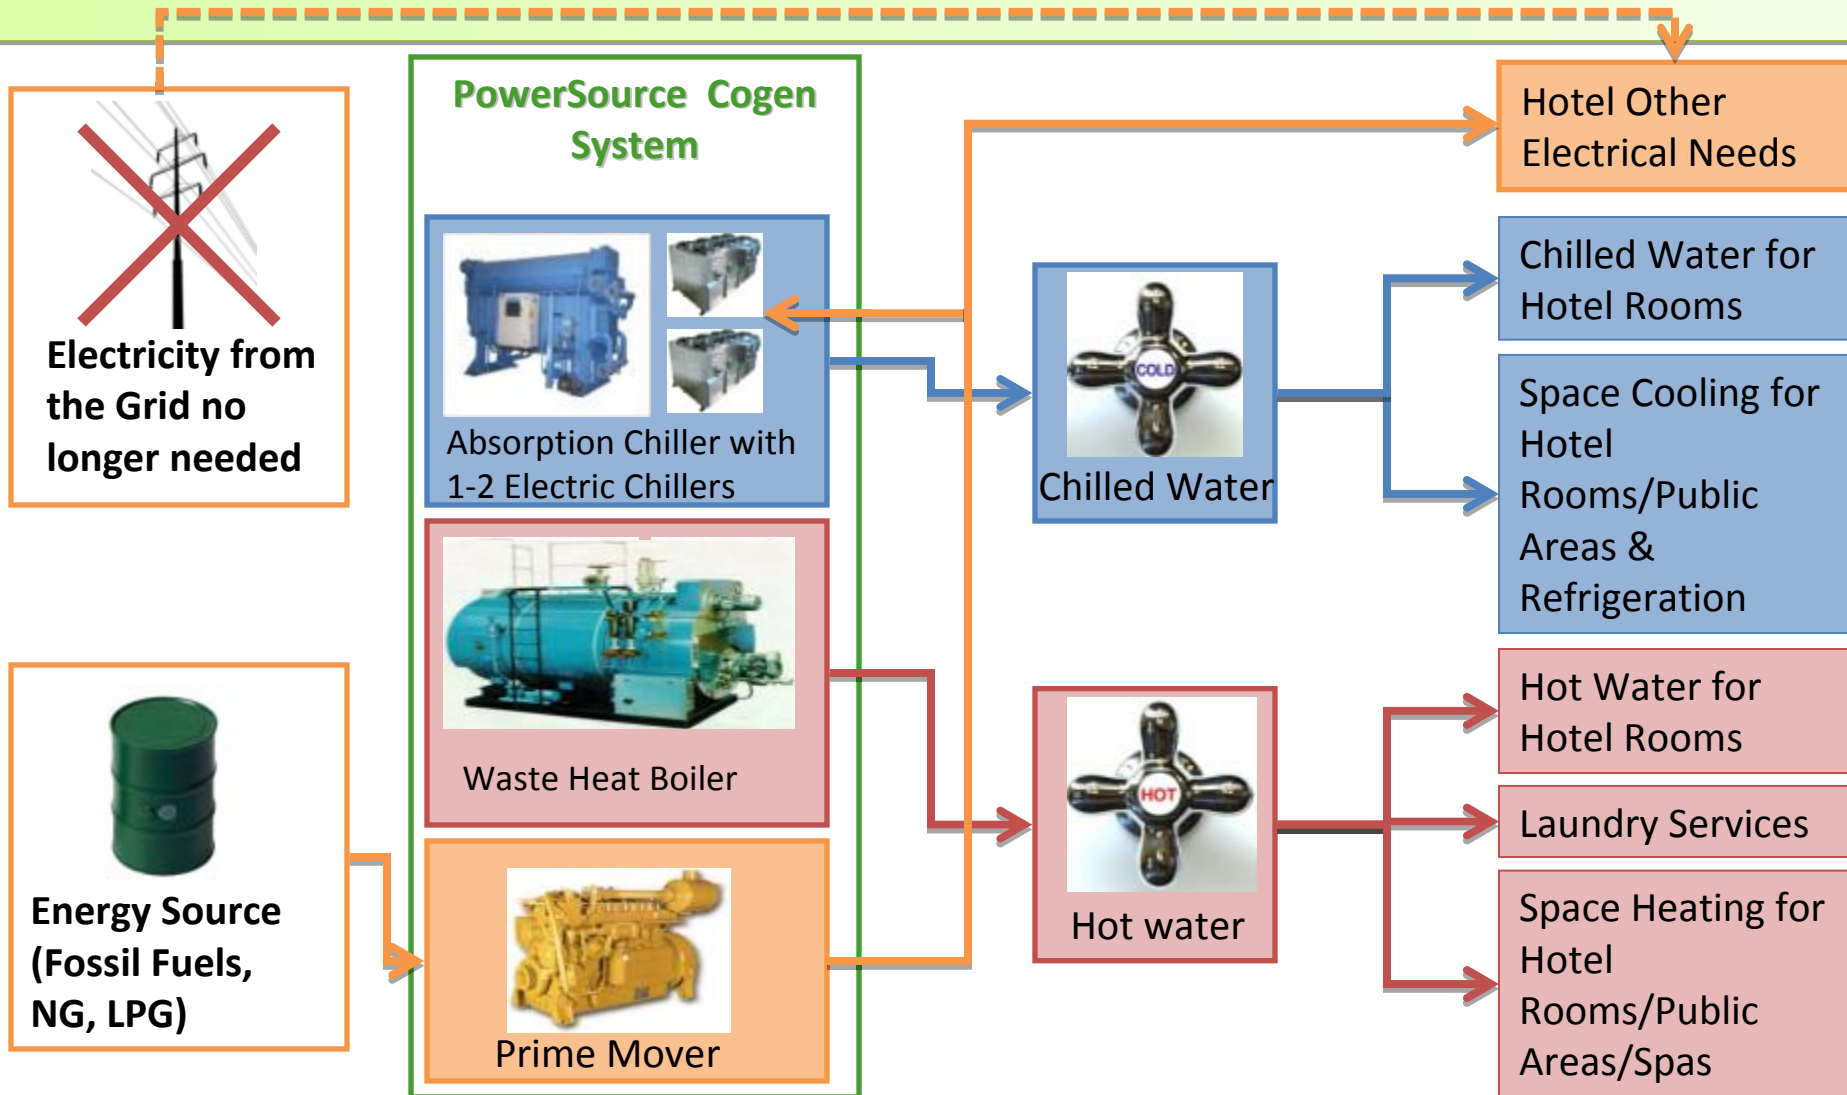 PowerSource Cogen
System
Electricity from
the Grid no
longer needed
Energy Source
(Fossil Fuels,
NG, LPG)
Absorption Chiller with
1-2 Electric Chillers
Waste Heat Boiler
Prime Mover
COLD
Chilled Water
HOT
Hot water
Hotel Other
Electrical Needs
Chilled Water for
Hotel Rooms
Space Cooling for
Hotel
Rooms/Public
Areas &
Refrigeration
Hot Water for
Hotel Rooms
Laundry Services
Space Heating for
Hotel
Rooms/Public
Areas/Spas